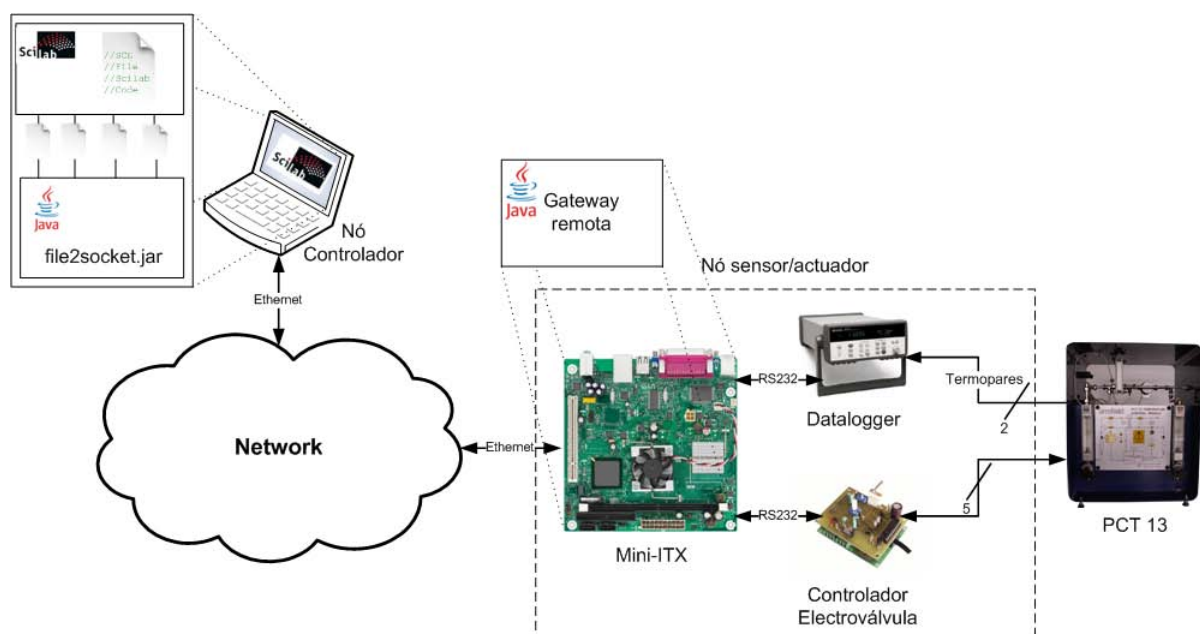 Scilab
//SCE
//File
//Scilab
//Code
Java
file2socket.jar
Scilab
Nó
Controlador
Ethernet
Network
Ethernet
Java
Gateway
remota
Nó sensor/actuador
RS232
Datalogger
Termopares
2
RS232
5
Mini-ITX
Controlador
Electroválvula
PCT 13